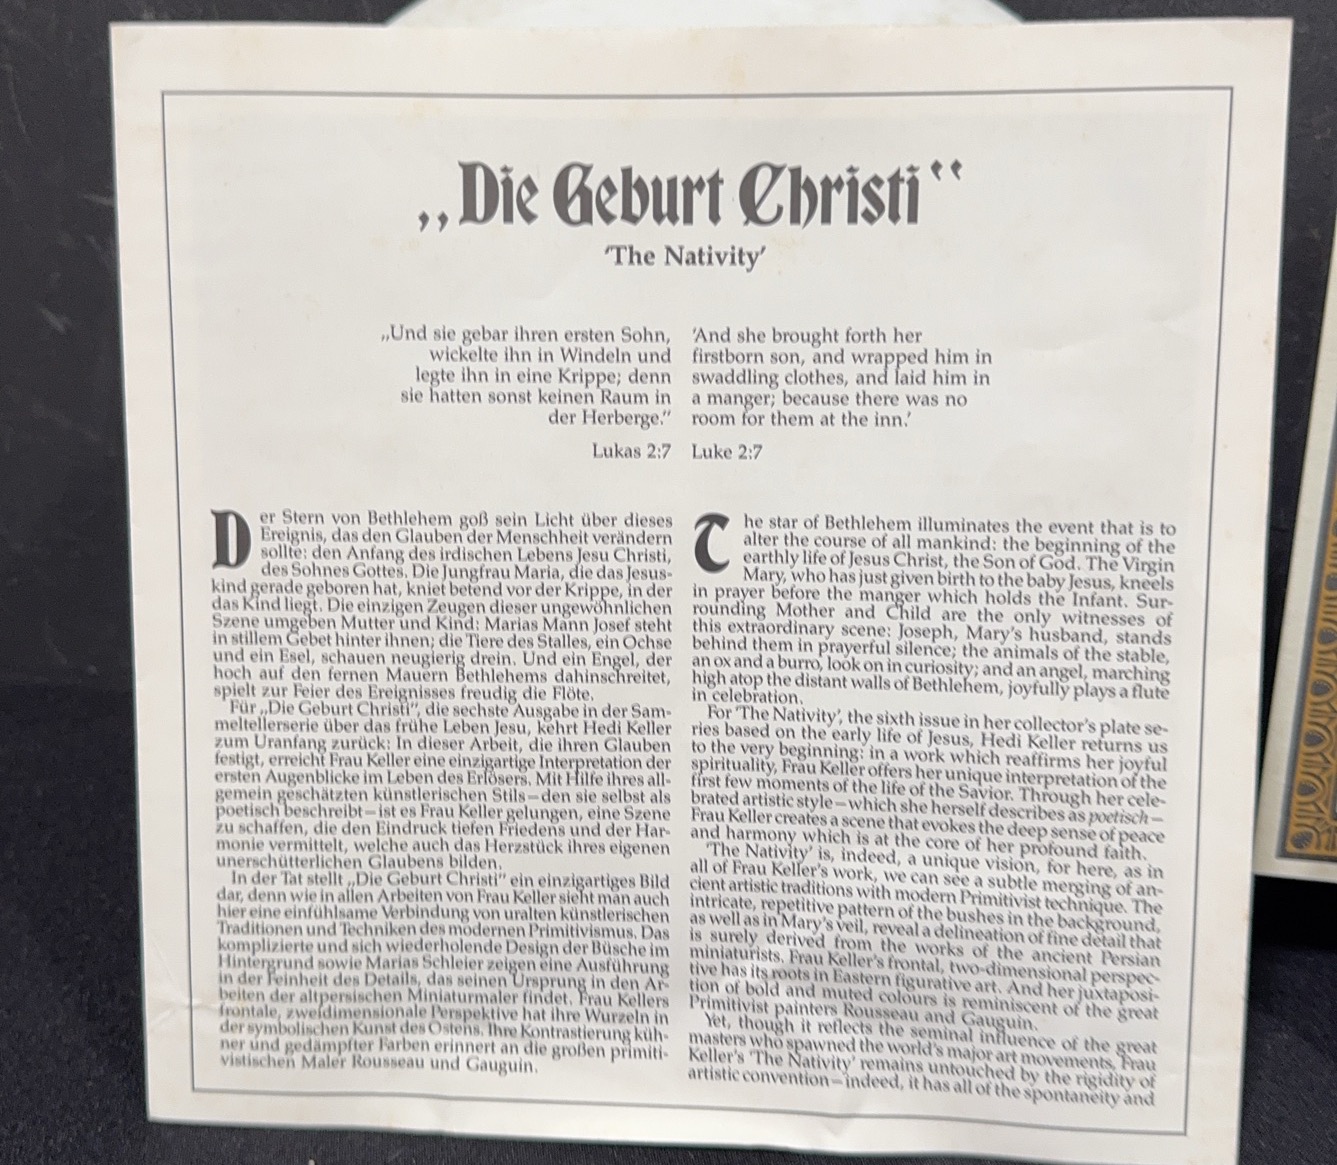 „Die Geburt Christi“
'The Nativity'
„Und sie gebar ihren ersten Sohn,
wickelte ihn in Windeln und
legte ihn in eine Krippe; denn
sie hatten sonst keinen Raum in
der Herberge.“
Lukas 2:7
'And she brought forth her
firstborn son, and wrapped him in
swaddling clothes, and laid him in
a manger; because there was no
room for them at the inn.'
Luke 2:7
Der Stern von Bethlehem goß sein Licht über dieses
Ereignis, das den Glauben der Menschheit verändern
sollte: den Anfang des irdischen Lebens Jesu Christi,
des Sohnes Gottes. Die Jungfrau Maria, die das Jesus-
kind gerade geboren hat, kniet betend vor der Krippe, in der
das Kind liegt. Die einzigen Zeugen dieser ungewöhnlichen
Szene umgeben Mutter und Kind: Marias Mann Josef steht
in stillem Gebet hinter ihnen; die Tiere des Stalles, ein Ochse
und ein Esel, schauen neugierig drein. Und ein Engel, der
hoch auf den fernen Mauern Bethlehems dahinschreitet,
spielt zur Feier des Ereignisses freudig die Flöte.
Für „Die Geburt Christi“, die sechste Ausgabe in der Sam-
meltellerserie über das frühe Leben Jesu, kehrt Hedi Keller
zum Uranfang zurück: In dieser Arbeit, die ihren Glauben
festigt, erreicht Frau Keller eine einzigartige Interpretation der
ersten Augenblicke im Leben des Erlösers. Mit Hilfe ihres all-
gemein geschätzten künstlerischen Stils—den sie selbst als
poetisch beschreibt—ist es Frau Keller gelungen, eine Szene
zu schaffen, die den Eindruck tiefen Friedens und der Har-
monie vermittelt, welche auch das Herzstück ihres eigenen
unerschütterlichen Glaubens bilden.
In der Tat stellt „Die Geburt Christi“ ein einzigartiges Bild
dar, denn wie in allen Arbeiten von Frau Keller sieht man auch
hier eine einfühlsame Verbindung von uralten künstlerischen
Traditionen und Techniken des modernen Primitivismus. Das
komplizierte und sich wiederholende Design der Büsche im
Hintergrund sowie Marias Schleier zeigen eine Ausführung
in der Feinheit des Details, das seinen Ursprung in den Ar-
beiten der altpersischen Miniaturmaler findet. Frau Kellers
frontale, zweidimensionale Perspektive hat ihre Wurzeln in
der symbolischen Kunst des Ostens. Ihre Kontrastierung küh-
ner und gedämpfter Farben erinnert an die großen primiti-
vistischen Maler Rousseau und Gauguin.
The star of Bethlehem illuminates the event that is to
alter the course of all mankind: the beginning of the
earthly life of Jesus Christ, the Son of God. The Virgin
Mary, who has just given birth to the baby Jesus, kneels
in prayer before the manger which holds the Infant. Sur-
rounding Mother and Child are the only witnesses of
this extraordinary scene: Joseph, Mary's husband, stands
behind them in prayerful silence; the animals of the stable,
an ox and a burro, look on in curiosity; and an angel, marching
high atop the distant walls of Bethlehem, joyfully plays a flute
in celebration.
For 'The Nativity', the sixth issue in her collector's plate se-
ries based on the early life of Jesus, Hedi Keller returns us
to the very beginning: in a work which reaffirms her joyful
spirituality, Frau Keller offers her unique interpretation of the
first few moments of the life of the Savior. Through her cele-
brated artistic style—which she herself describes as poetisch—
Frau Keller creates a scene that evokes the deep sense of peace
and harmony which is at the core of her profound faith.
'The Nativity' is, indeed, a unique vision, for here, as in
all of Frau Keller's work, we can see a subtle merging of an-
cient artistic traditions with modern Primitivist technique. The
intricate, repetitive pattern of the bushes in the background,
as well as in Mary's veil, reveal a delineation of fine detail that
is surely derived from the works of the ancient Persian
miniaturists. Frau Keller's frontal, two-dimensional perspec-
tive has its roots in Eastern figurative art. And her juxtaposi-
tion of bold and muted colours is reminiscent of the great
Primitivist painters Rousseau and Gauguin.
Yet, though it reflects the seminal influence of the great
masters who spawned the world's major art movements, Frau
Keller's 'The Nativity' remains untouched by the rigidity of
artistic convention—indeed, it has all of the spontaneity and